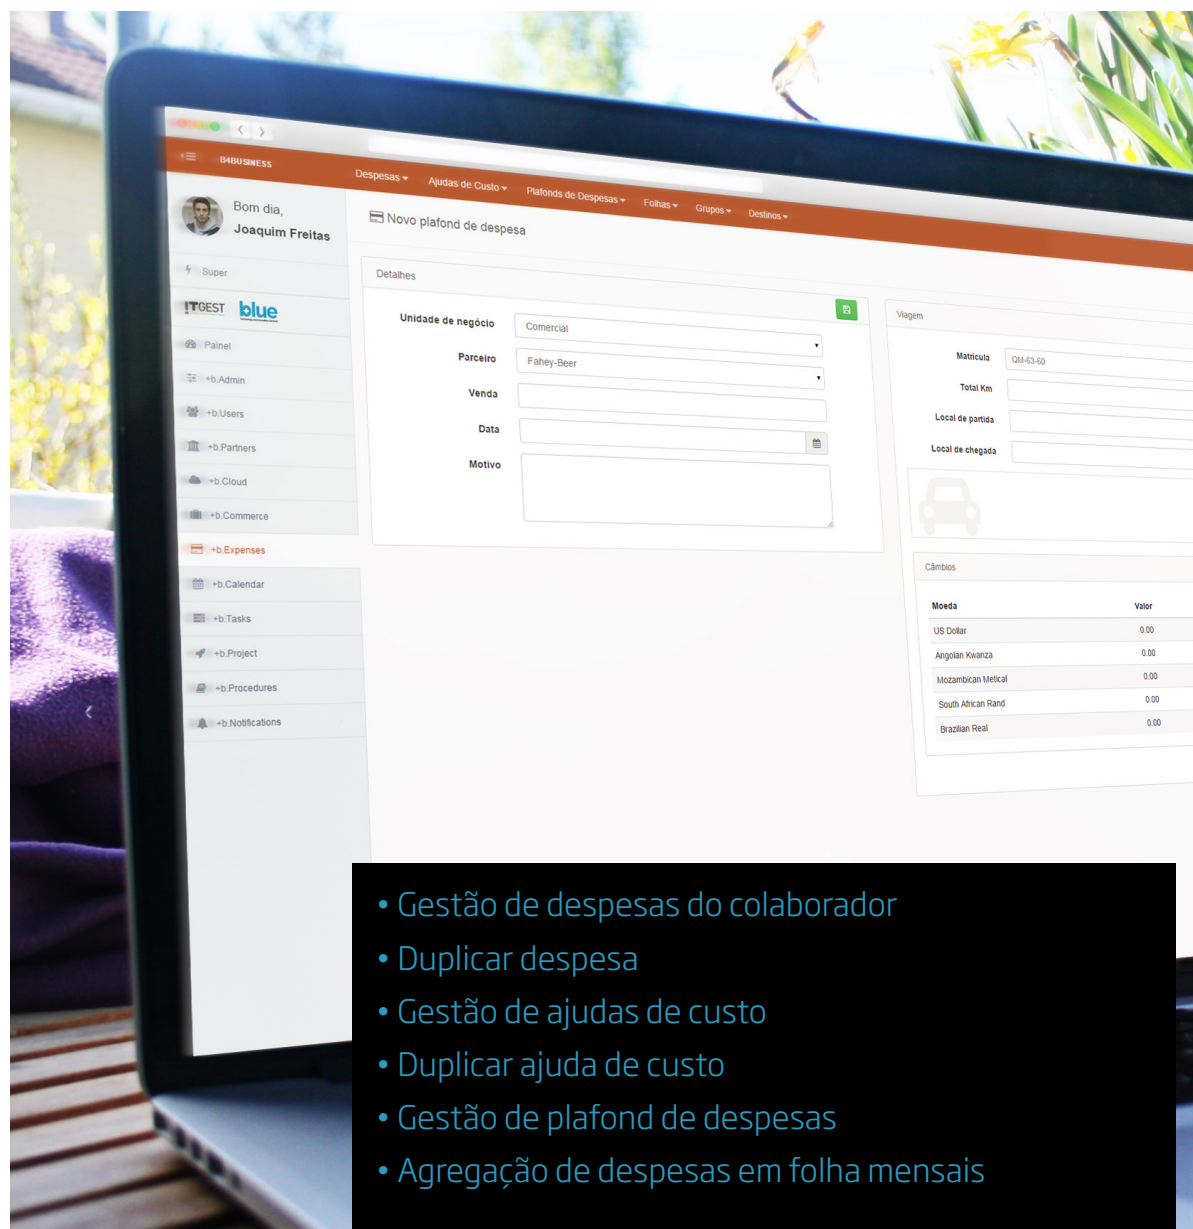 B4BUSINESS
Despesas
Ajudas de Custo
Plafonds de Despesas
Folhas
Grupos
Destinos
Bom dia,
Joaquim Freitas
Super
ITGEST blue
Painel
+b.Admin
+b.Users
+b.Partners
+b.Cloud
+b.Commerce
+b.Expenses
+b.Calendar
+b.Tasks
+b.Project
+b.Procedures
+b.Notifications
Novo plafond de despesa
Detalhes
Unidade de negócio Comercial
Parceiro Fahey-Beer
Venda
Data
Motivo
Viagem
Matricula QM-63-60
Total Km
Local de partida
Local de chegada
Câmbios
Moeda Valor
US Dollar 0.00
Angolan Kwanza 0.00
Mozambican Metical 0.00
South African Rand 0.00
Brazilian Real 0.00
• Gestão de despesas do colaborador
• Duplicar despesa
• Gestão de ajudas de custo
• Duplicar ajuda de custo
• Gestão de plafond de despesas
• Agregação de despesas em folha mensais